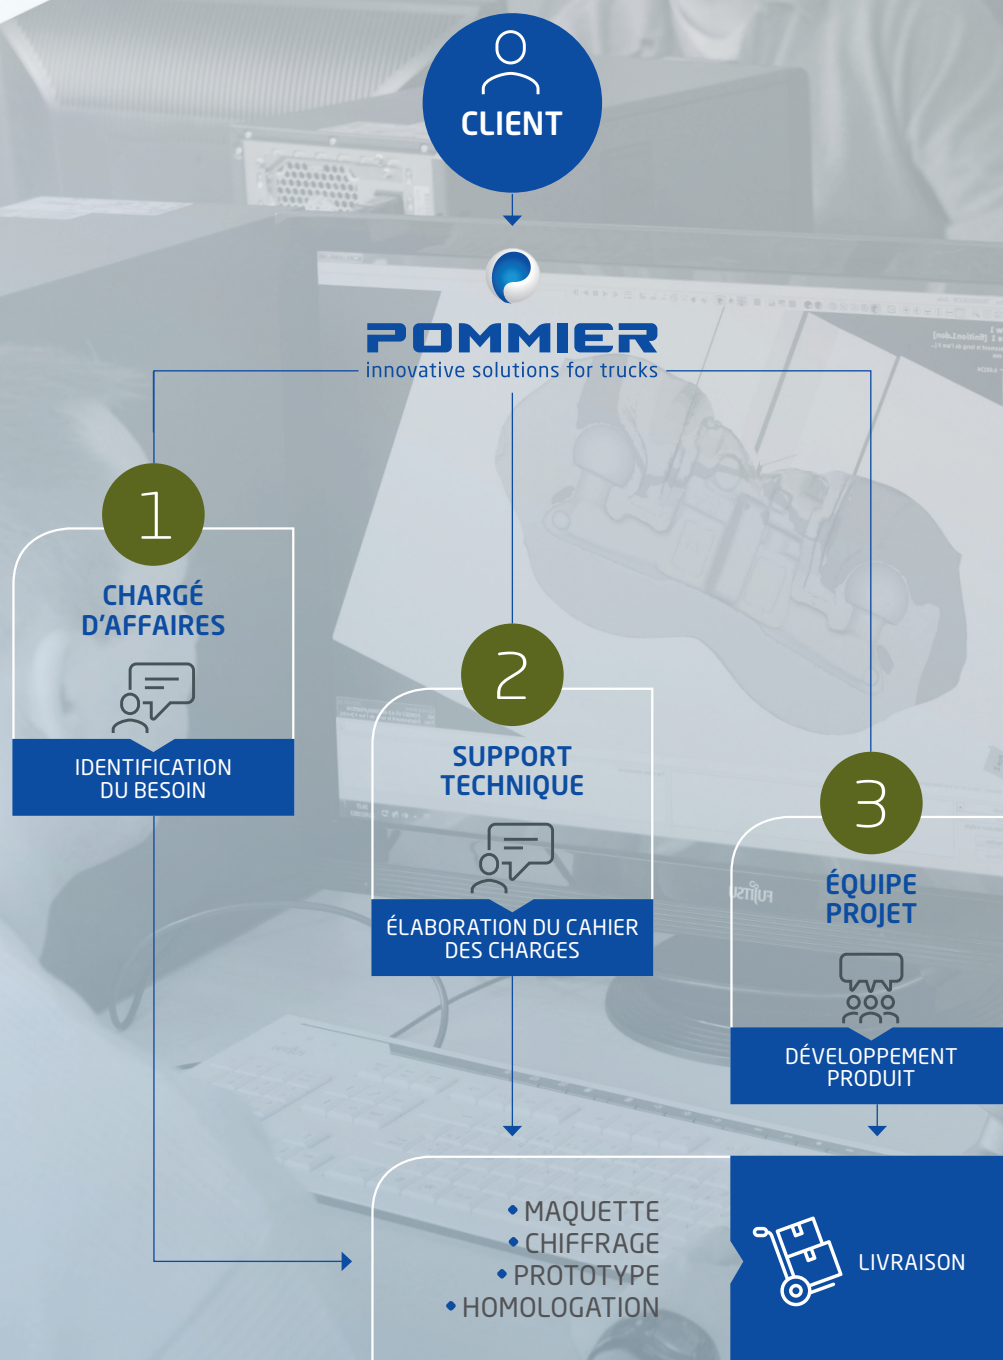 CLIENT
POMMIER
innovative solutions for trucks
1
CHARGÉ
D'AFFAIRES
IDENTIFICATION
DU BESOIN
2
SUPPORT
TECHNIQUE
ÉLABORATION DU CAHIER
DES CHARGES
3
ÉQUIPE
PROJET
DÉVELOPPEMENT
PRODUIT
• MAQUETTE
• CHIFFRAGE
• PROTOTYPE
• HOMOLOGATION
LIVRAISON
FUJITSU